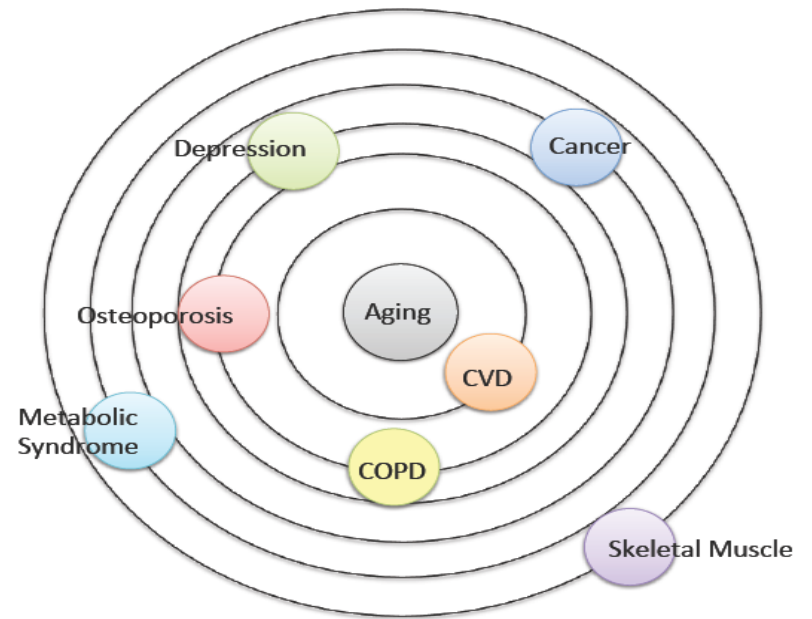 Depression
Cancer
Aging
Osteoporosis
CVD
Metabolic
Syndrome
COPD
Skeletal Muscle